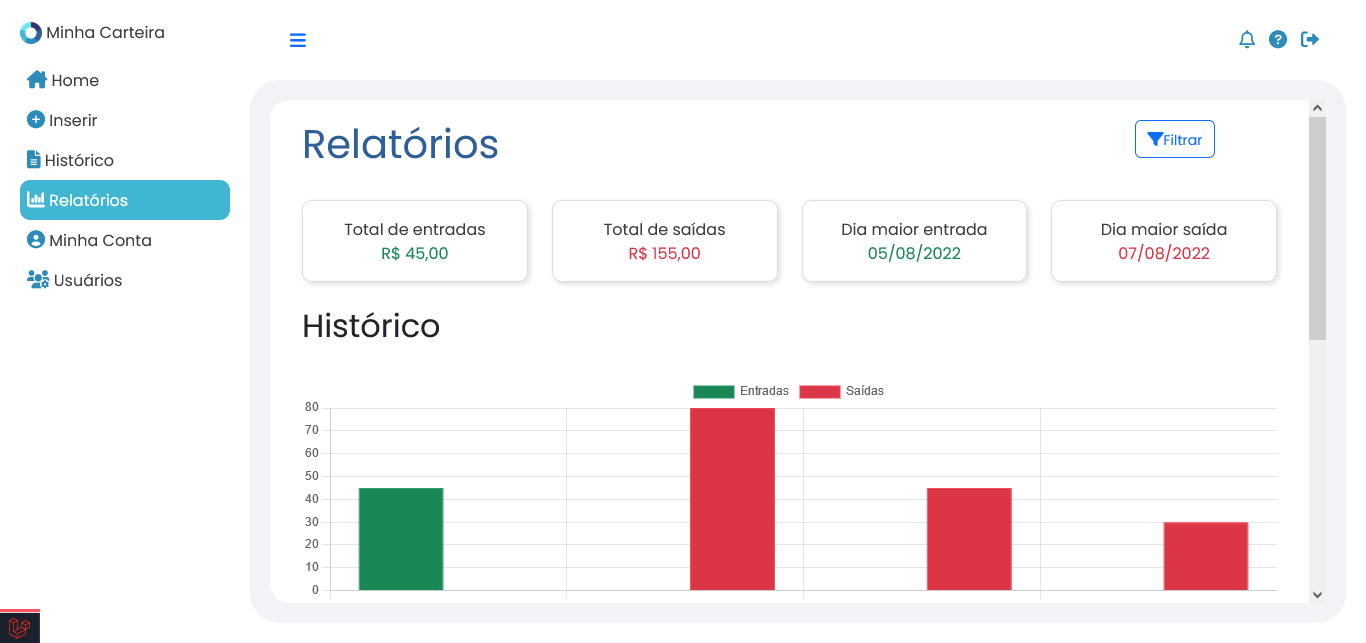 Minha Carteira
Home
Inserir
Histórico
Relatórios
Minha Conta
Usuários
Relatórios
Filtrar
Total de entradas
R$ 45,00
Total de saídas
R$ 155,00
Dia maior entrada
05/08/2022
Dia maior saída
07/08/2022
Histórico
Entradas
Saídas
80
70
60
50
40
30
20
10
0